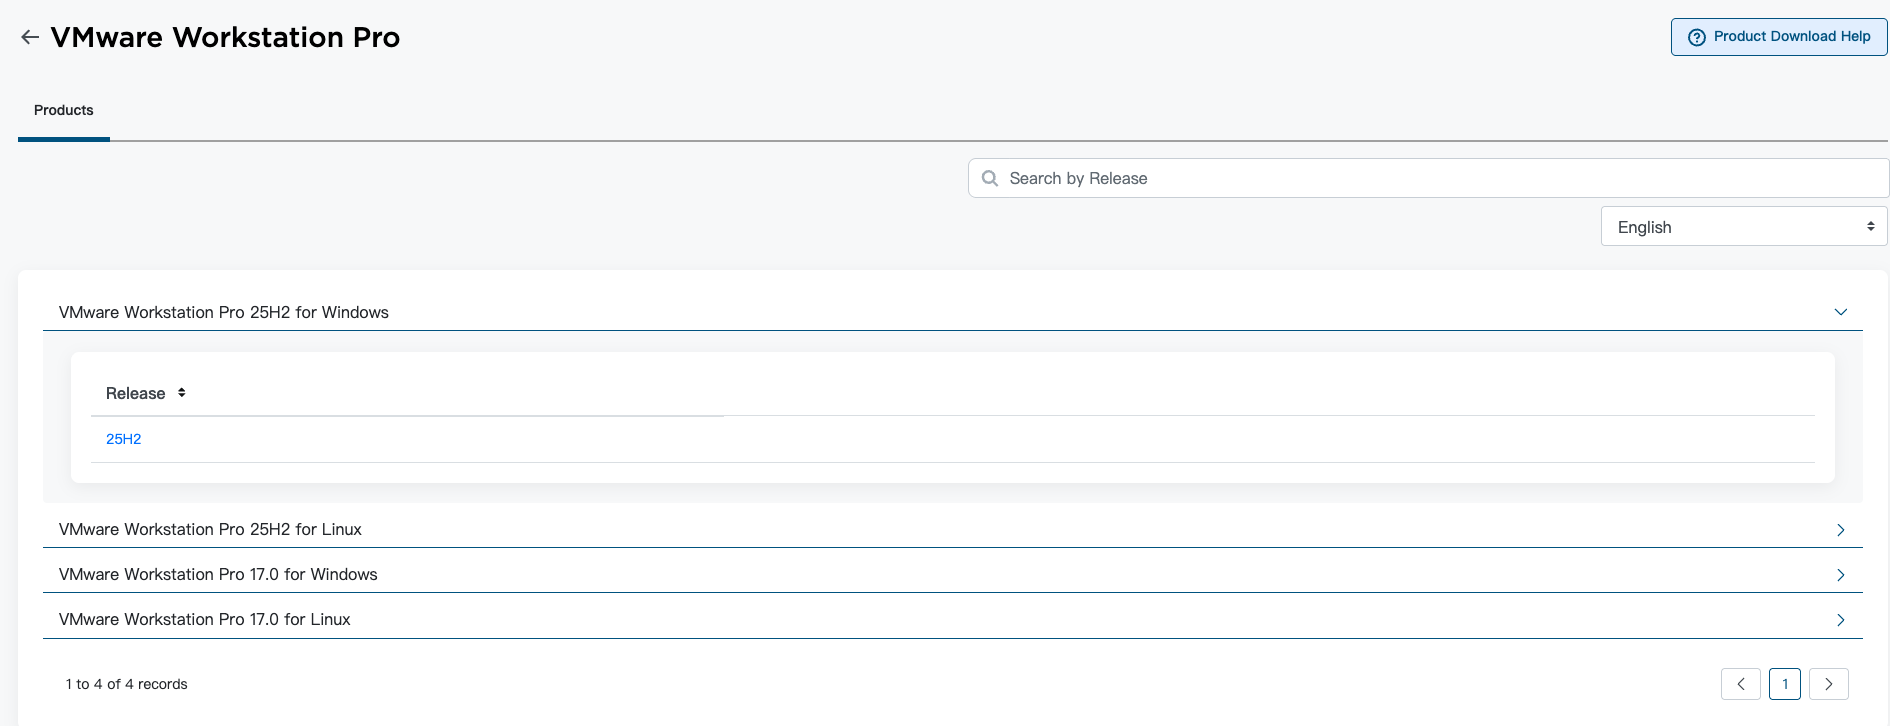 VMware Workstation Pro
Product Download Help
Products
Search by Release
English
VMware Workstation Pro 25H2 for Windows
Release
25H2
VMware Workstation Pro 25H2 for Linux
VMware Workstation Pro 17.0 for Windows
VMware Workstation Pro 17.0 for Linux
1 to 4 of 4 records
1